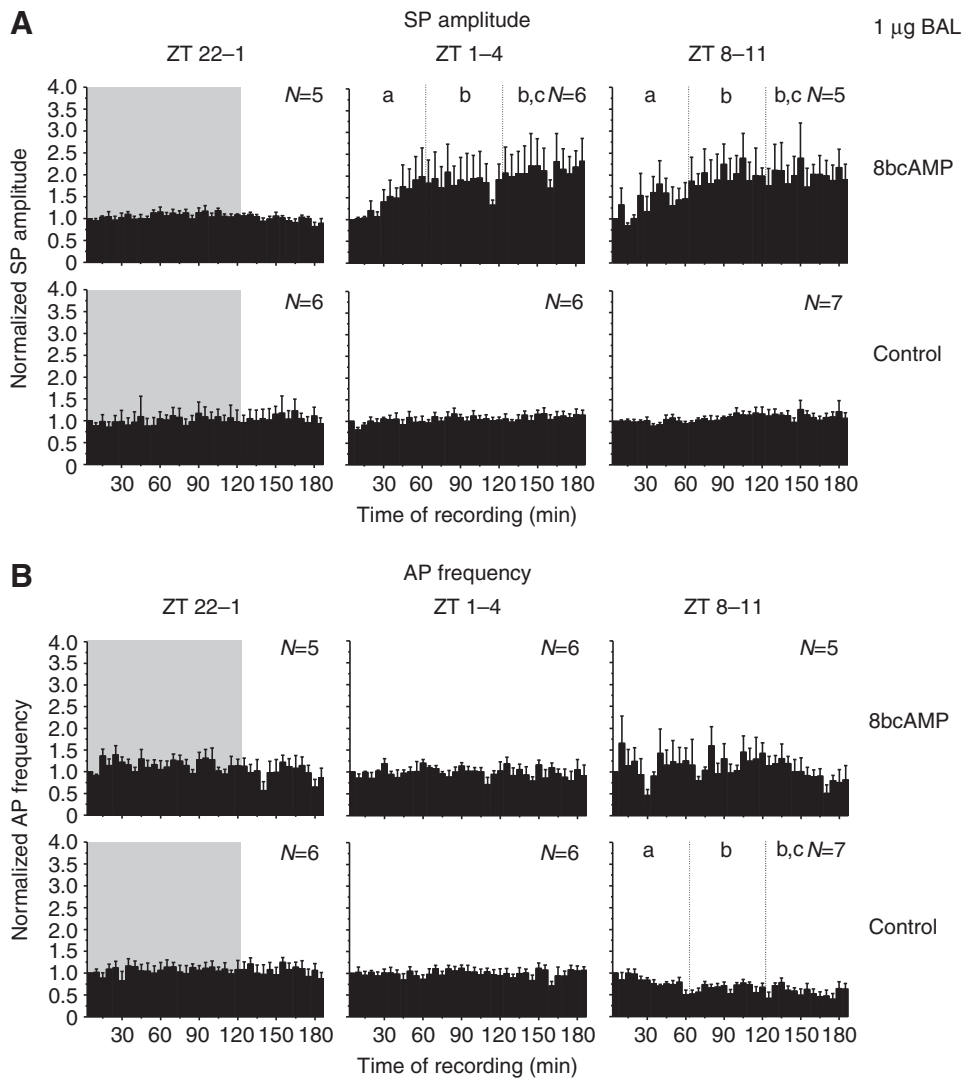 A
SP amplitude
1 µg BAL
ZT 22–1
ZT 1–4
ZT 8–11
Normalized SP amplitude
4.0
3.5
3.0
2.5
2.0
1.5
1.0
0.5
0
N=5
a
b
b,c N=6
a
b
b,c N=5
8bcAMP
4.0
3.5
3.0
2.5
2.0
1.5
1.0
0.5
0
N=6
N=6
N=7
Control
30 60 90 120 150 180
30 60 90 120 150 180
30 60 90 120 150 180
Time of recording (min)
B
AP frequency
ZT 22–1
ZT 1–4
ZT 8–11
Normalized AP frequency
4.0
3.5
3.0
2.5
2.0
1.5
1.0
0.5
0
N=5
N=6
N=5
8bcAMP
4.0
3.5
3.0
2.5
2.0
1.5
1.0
0.5
0
N=6
N=6
a
b
b,c N=7
Control
30 60 90 120 150 180
30 60 90 120 150 180
30 60 90 120 150 180
Time of recording (min)